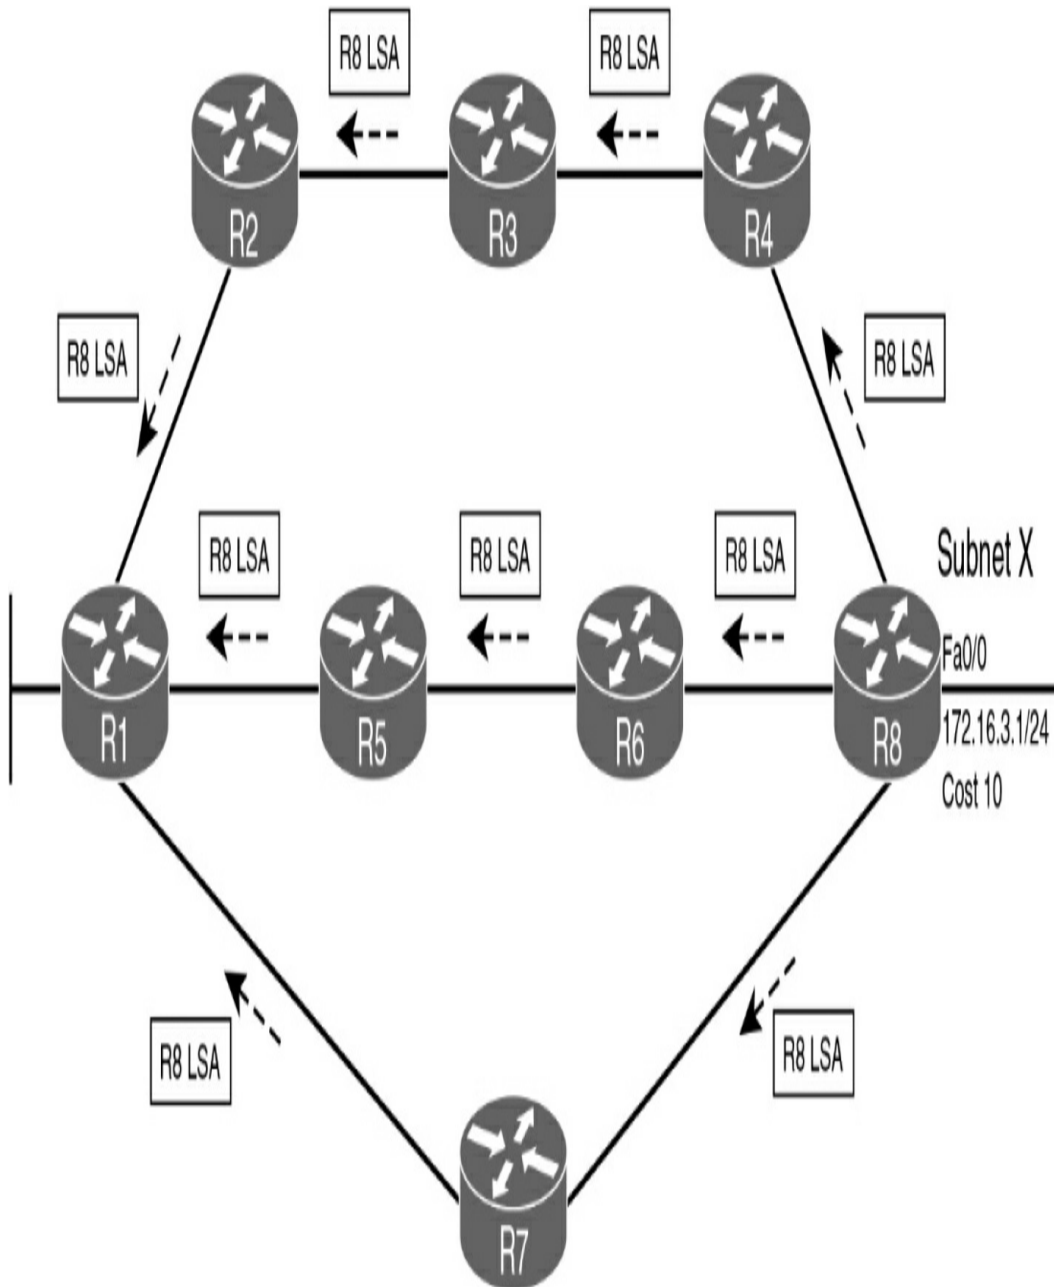 R8 LSA
R8 LSA
R2
R3
R4
R8 LSA
R8 LSA
R8 LSA
R8 LSA
R8 LSA
Subnet X
Fa0/0
R1
R5
R6
R8
172.16.3.1/24
Cost 10
R8 LSA
R8 LSA
R7